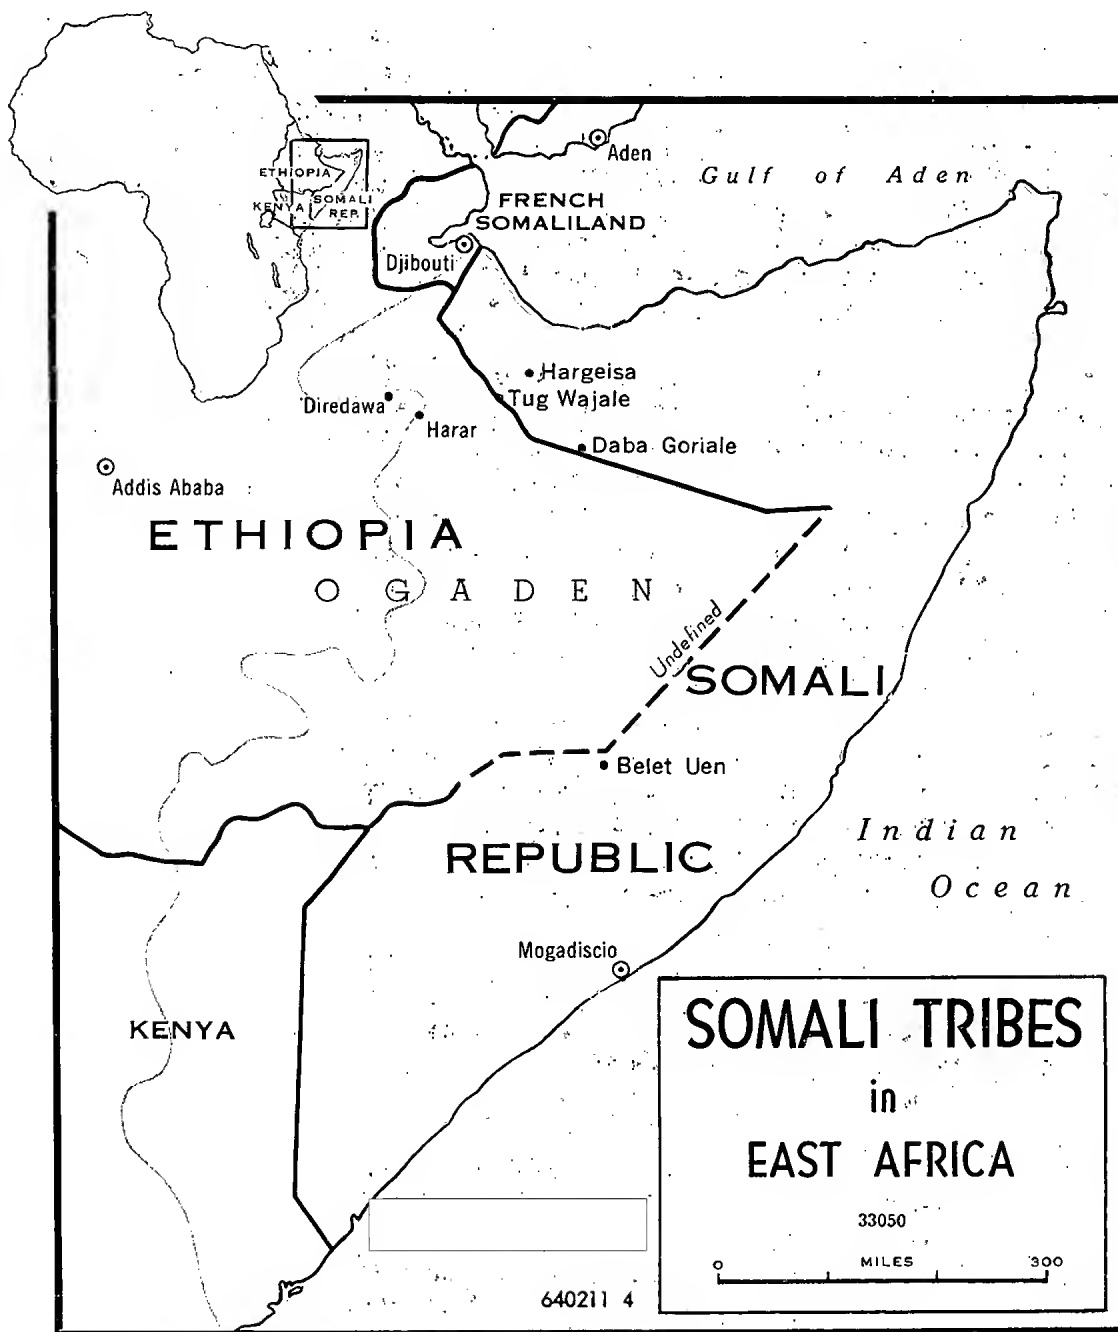 ETHIOPIA
KENYA
SOMALI
REP.
Aden
Gulf of Aden
FRENCH
SOMALILAND
Djibouti
Hargeisa
Tug Wajale
Diredawa
Harar
Daba Goriale
Addis Ababa
ETHIOPIA
OGADEN
Undefined
SOMALI
Belet Uen
REPUBLIC
Indian
Ocean
Mogadiscio
KENYA
SOMALI TRIBES
in
EAST AFRICA
33050
0 MILES 300
640211 4